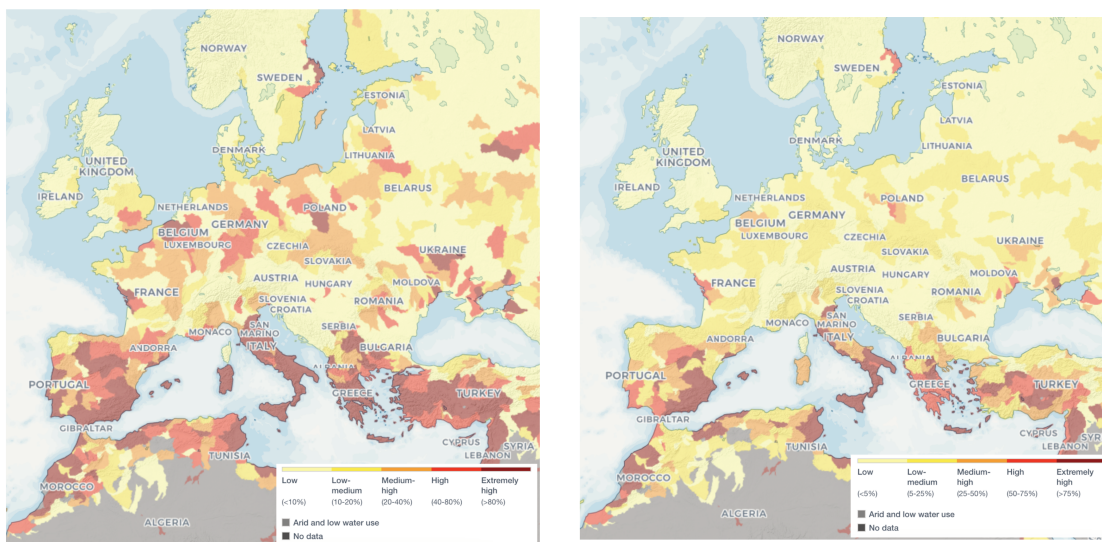 NORWAY
SWEDEN
ESTONIA
LATVIA
DENMARK
LITHUANIA
UNITED
KINGDOM
IRELAND
BELARUS
NETHERLANDS
POLAND
BELGIUM
GERMANY
LUXEMBOURG
CZECHIA
UKRAINE
SLOVAKIA
AUSTRIA
MOLDOVA
HUNGARY
FRANCE
SLOVENIA
ROMANIA
CROATIA
MONACO
SAN
MARINO
SERBIA
ITALY
ANDORRA
BULGARIA
ALBANIA
PORTUGAL
GREECE
TURKEY
GIBRALTAR
CYPRUS
SYRIA
TUNISIA
LEBANON
MOROCCO
ALGERIA
Low
Low-
medium
Medium-
high
High
Extremely
high
(<10%)
(10-20%)
(20-40%)
(40-80%)
(>80%)
Arid and low water use
No data
NORWAY
SWEDEN
ESTONIA
LATVIA
DENMARK
LITHUANIA
UNITED
KINGDOM
IRELAND
BELARUS
NETHERLANDS
POLAND
BELGIUM
GERMANY
LUXEMBOURG
CZECHIA
UKRAINE
SLOVAKIA
AUSTRIA
MOLDOVA
HUNGARY
FRANCE
SLOVENIA
ROMANIA
CROATIA
MONACO
SAN
MARINO
SERBIA
ITALY
ANDORRA
BULGARIA
ALBANIA
PORTUGAL
GREECE
TURKEY
GIBRALTAR
CYPRUS
SYRIA
TUNISIA
LEBANON
MOROCCO
ALGERIA
Low
Low-
medium
Medium-
high
High
Extremely
high
(<5%)
(5-25%)
(25-50%)
(50-75%)
(>75%)
Arid and low water use
No data